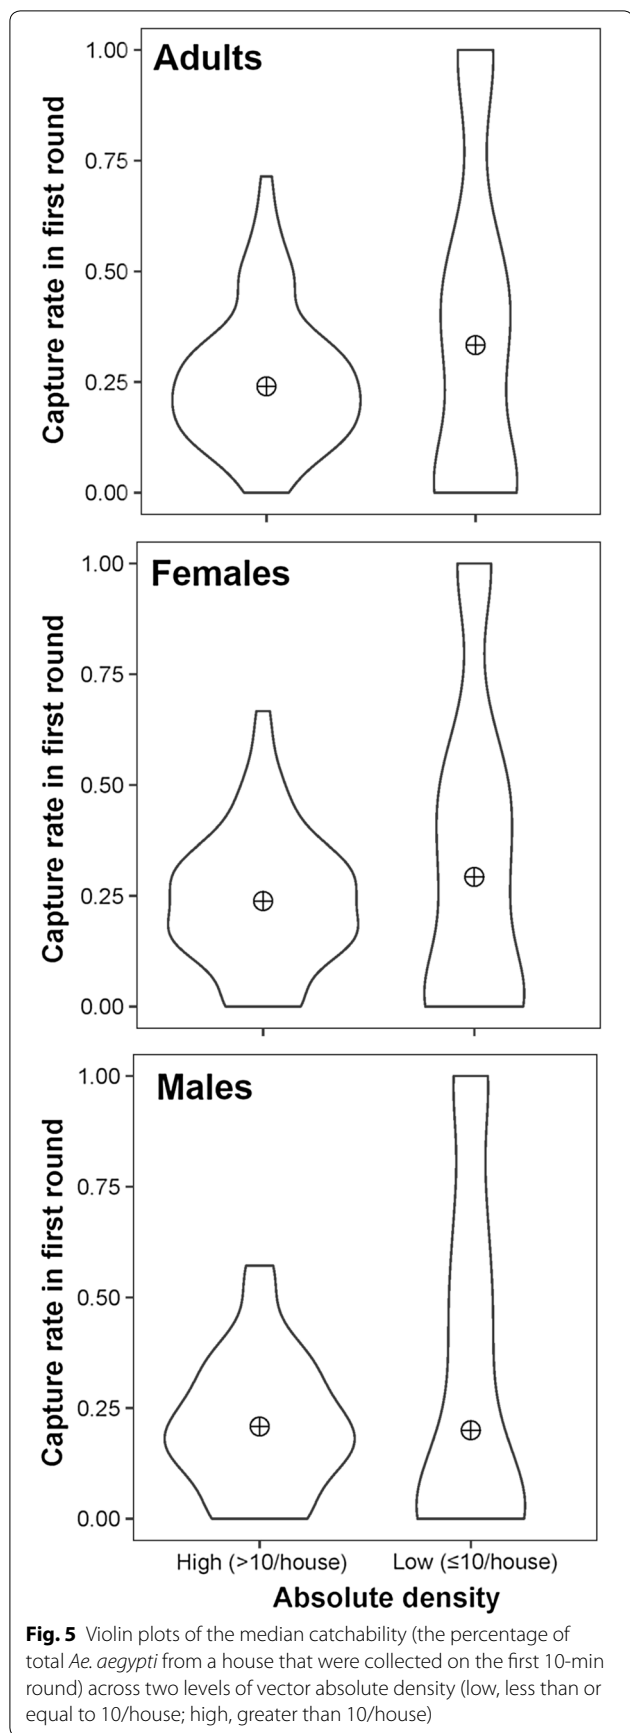 Adults
Capture rate in first round
1.00
0.75
0.50
0.25
0.00
Females
Capture rate in first round
1.00
0.75
0.50
0.25
0.00
Males
Capture rate in first round
1.00
0.75
0.50
0.25
0.00
High (>10/house)
Low (≤10/house)
Absolute density
Fig. 5 Violin plots of the median catchability (the percentage of
total Ae. aegypti from a house that were collected on the first 10-min
round) across two levels of vector absolute density (low, less than or
equal to 10/house; high, greater than 10/house)